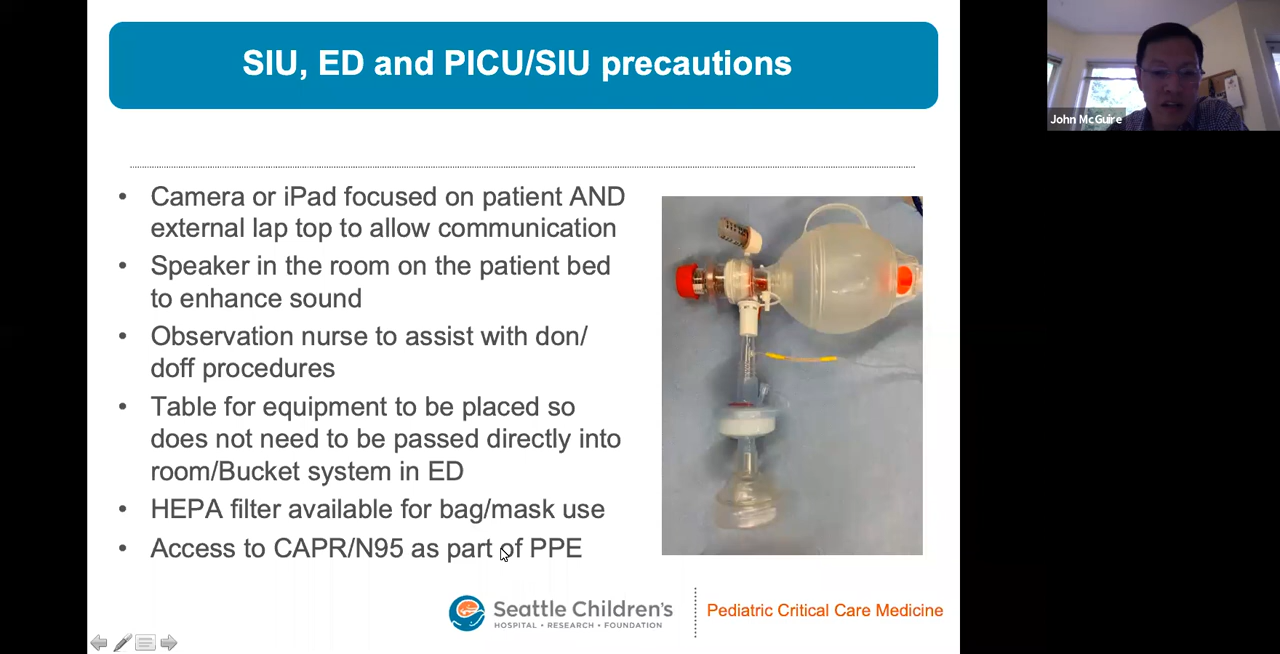 SIU, ED and PICU/SIU precautions
John McGuire
• Camera or iPad focused on patient AND
external lap top to allow communication
• Speaker in the room on the patient bed
to enhance sound
• Observation nurse to assist with don/
doff procedures
• Table for equipment to be placed so
does not need to be passed directly into
room/Bucket system in ED
• HEPA filter available for bag/mask use
• Access to CAPR/N95 as part of PPE
Seattle Children's
HOSPITAL • RESEARCH • FOUNDATION
Pediatric Critical Care Medicine